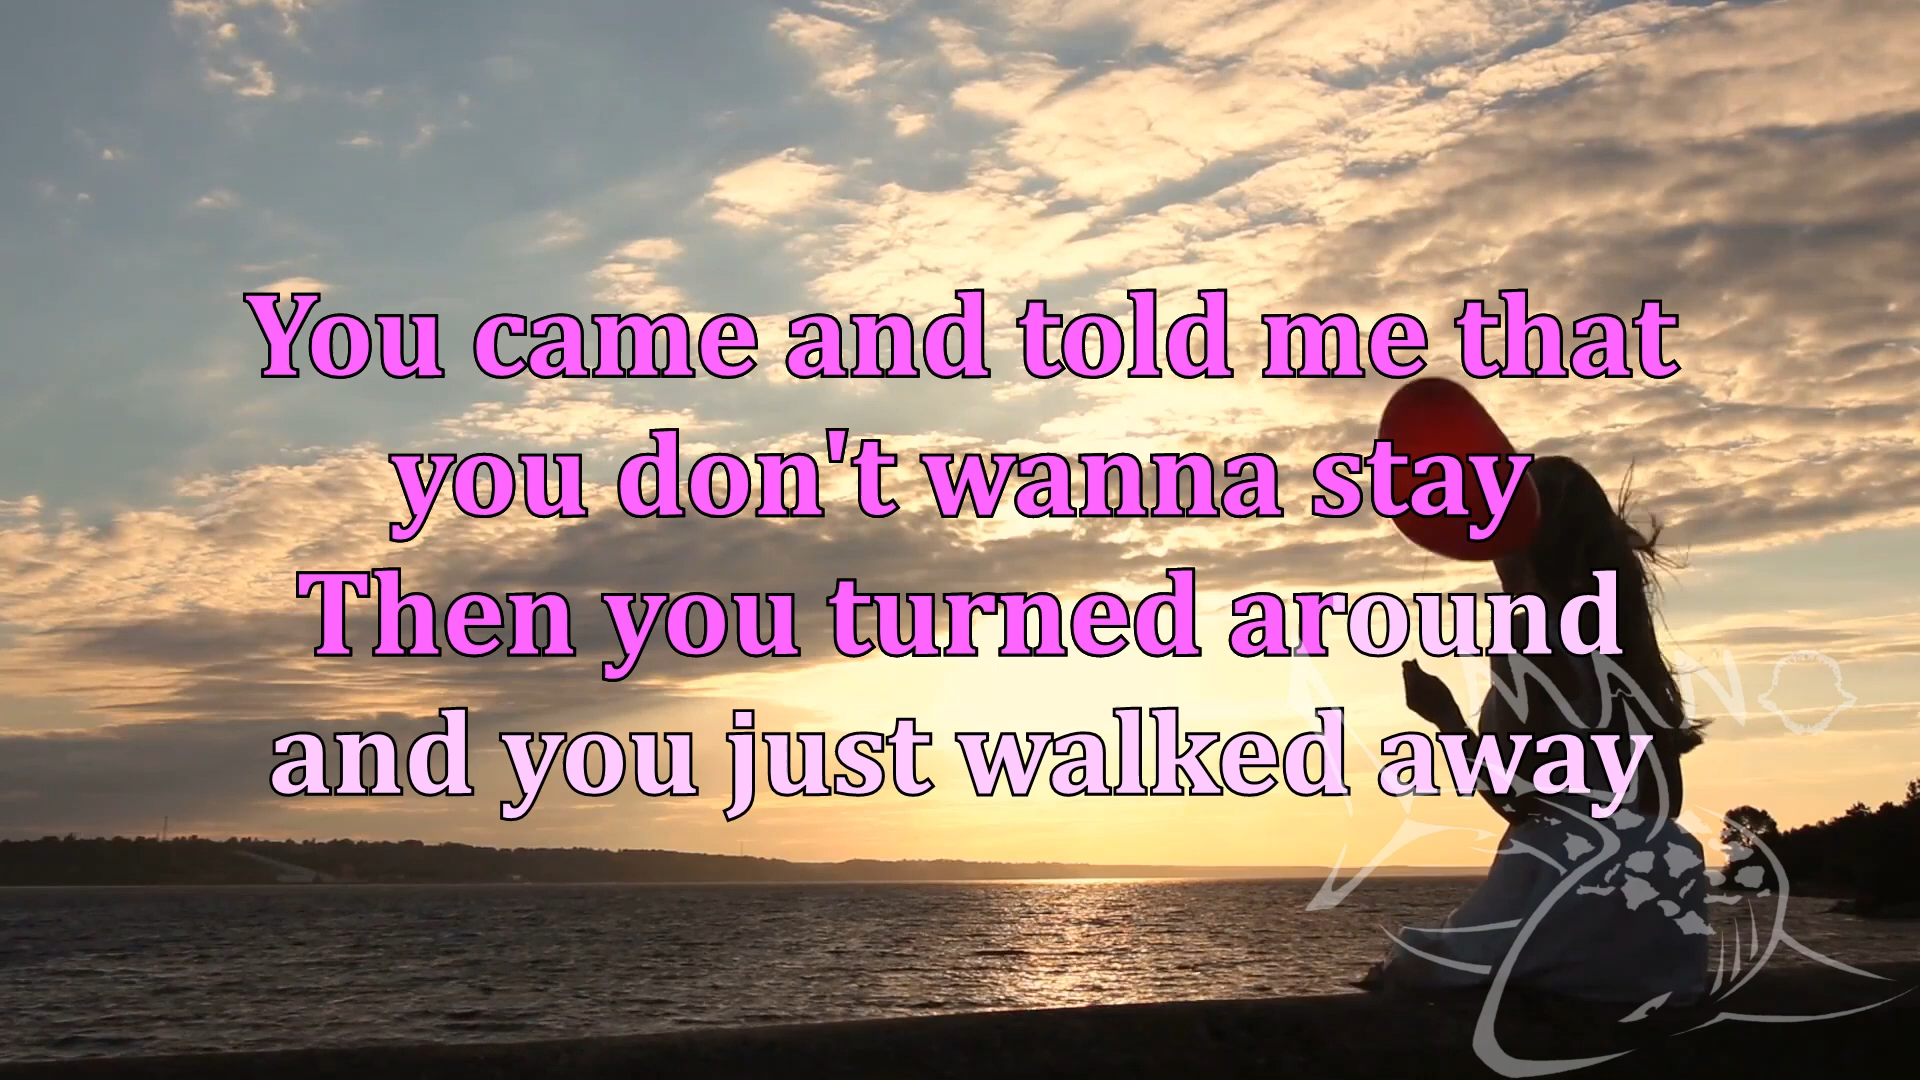 You came and told me that
you don't wanna stay
Then you turned around
and you just walked away